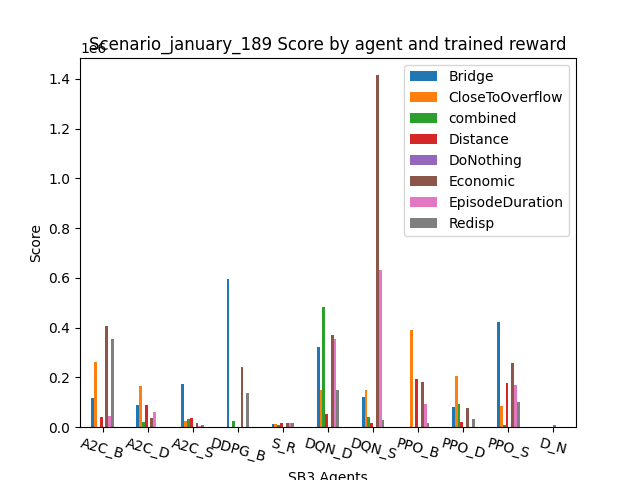 Scenario_january_189 Score by agent and trained reward
1e6
Bridge
CloseToOverflow
combined
Distance
DoNothing
Economic
EpisodeDuration
Redisp
Score
1.4
1.2
1.0
0.8
0.6
0.4
0.2
0.0
A2C_B
A2C_D
A2C_S
DDPG_B
S_R
DQN_D
DQN_S
PPO_B
PPO_D
PPO_S
D_N
SB3 Agents